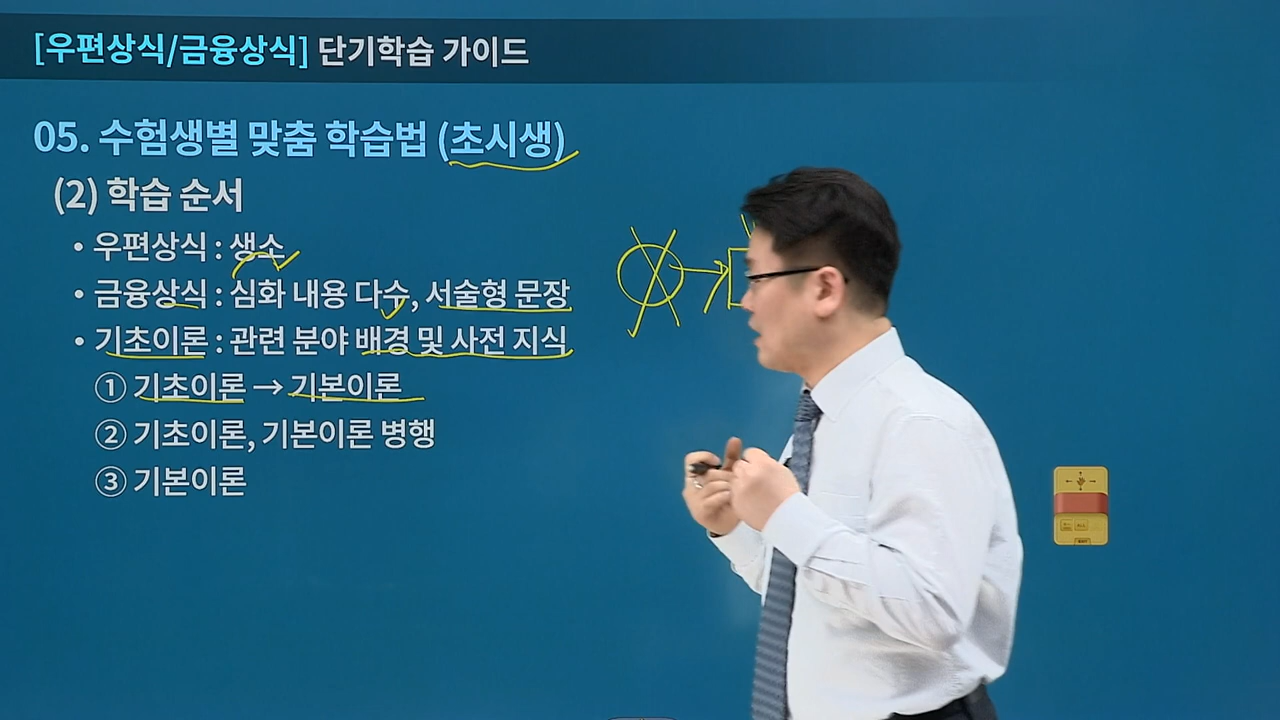 [우편상식/금융상식] 단기학습 가이드
05. 수험생별 맞춤 학습법 (초시생)
(2) 학습 순서
• 우편상식 : 생소
• 금융상식 : 심화 내용 다수, 서술형 문장
• 기초이론 : 관련 분야 배경 및 사전 지식
① 기초이론 → 기본이론
② 기초이론, 기본이론 병행
③ 기본이론